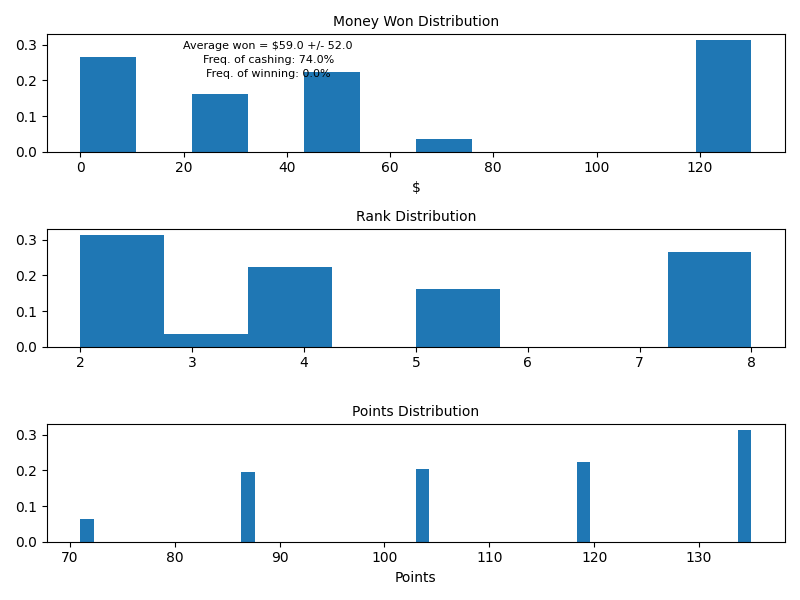 Money Won Distribution
Average won = $59.0 +/- 52.0
Freq. of cashing: 74.0%
Freq. of winning: 0.0%
0.3
0.2
0.1
0.0
0 20 40 60 80 100 120
$
Rank Distribution
0.3
0.2
0.1
0.0
2 3 4 5 6 7 8
Points Distribution
0.3
0.2
0.1
0.0
70 80 90 100 110 120 130
Points